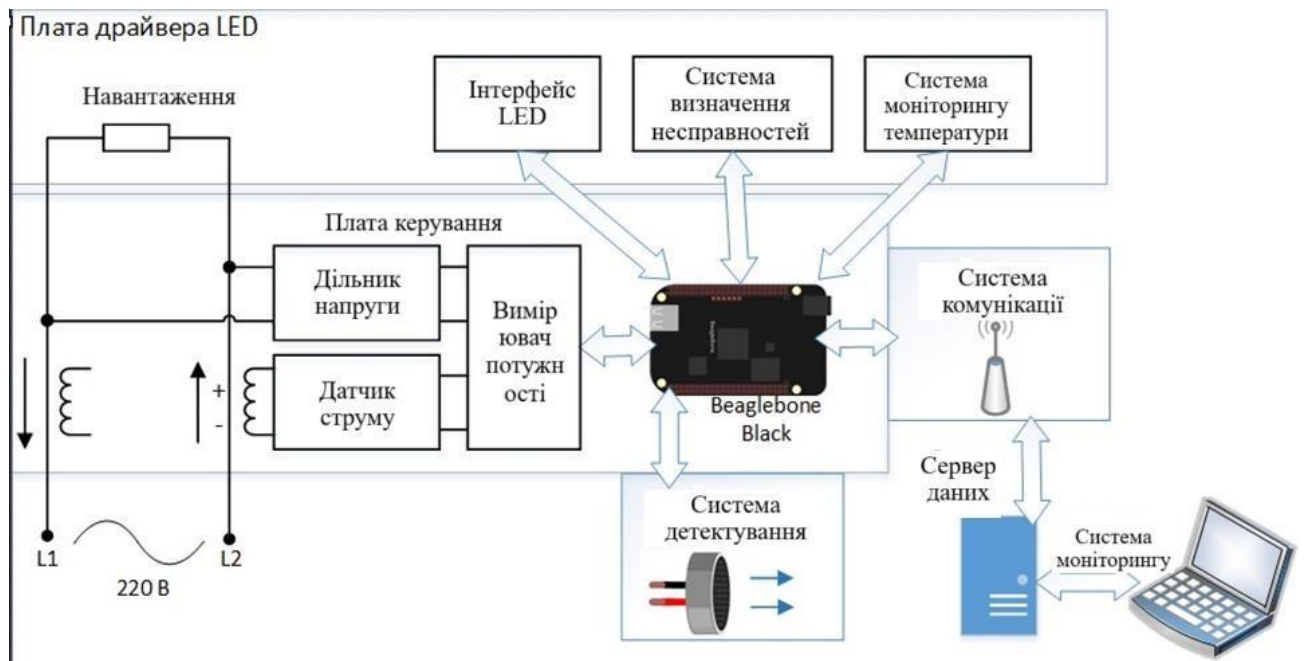 Плата драйвера LED
Навантаження
Інтерфейс
LED
Система
визначення
несправностей
Система
моніторингу
температури
Плата керування
Дільник
напруги
Вимір
ювач
потужн
ості
Датчик
струму
+
-
Beaglebone
Beaglebone
Black
Система
комунікації
Сервер
даних
Система
детектування
Система
моніторингу
L1
L2
220 В